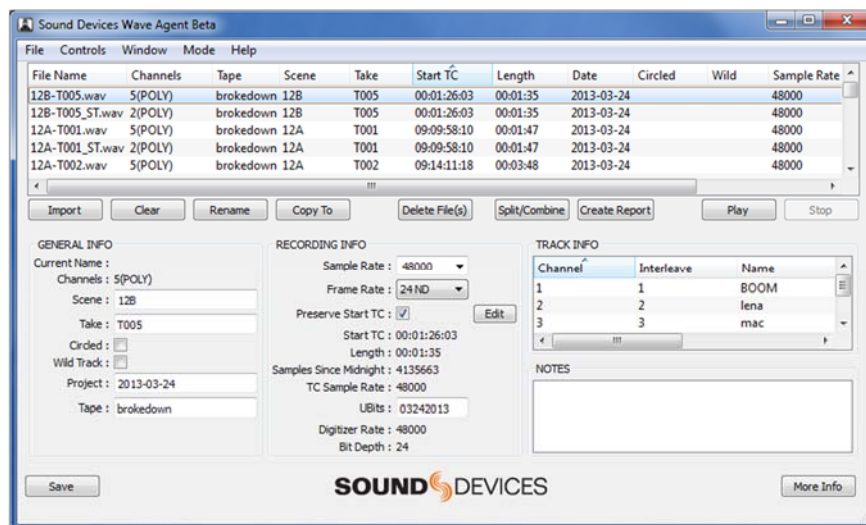 Sound Devices Wave Agent Beta
File Controls Window Mode Help
File Name Channels Tape Scene Take Start TC Length Date Circled Wild Sample Rate
12B-T005.wav 5(POLY) brokedown 12B T005 00:01:26:03 00:01:35 2013-03-24 48000
12B-T005_ST.wav 2(POLY) brokedown 12B T005 00:01:26:03 00:01:35 2013-03-24 48000
12A-T001.wav 5(POLY) brokedown 12A T001 09:09:58:10 00:01:47 2013-03-24 48000
12A-T001_ST.wav 2(POLY) brokedown 12A T001 09:09:58:10 00:01:47 2013-03-24 48000
12A-T002.wav 5(POLY) brokedown 12A T002 09:14:11:18 00:03:48 2013-03-24 48000
Import Clear Rename Copy To Delete File(s) Split/Combine Create Report Play Stop
GENERAL INFO
Current Name :
Channels : 5(POLY)
Scene : 12B
Take : T005
Circled :
Wild Track :
Project : 2013-03-24
Tape : brokedown
RECORDING INFO
Sample Rate : 48000
Frame Rate : 24 ND
Preserve Start TC : Edit
Start TC : 00:01:26:03
Length : 00:01:35
Samples Since Midnight : 4135663
TC Sample Rate : 48000
UBits : 03242013
Digitizer Rate : 48000
Bit Depth : 24
TRACK INFO
Channel Interleave Name
1 1 BOOM
2 2 lena
3 3 mac
NOTES
Save SOUND DEVICES More Info